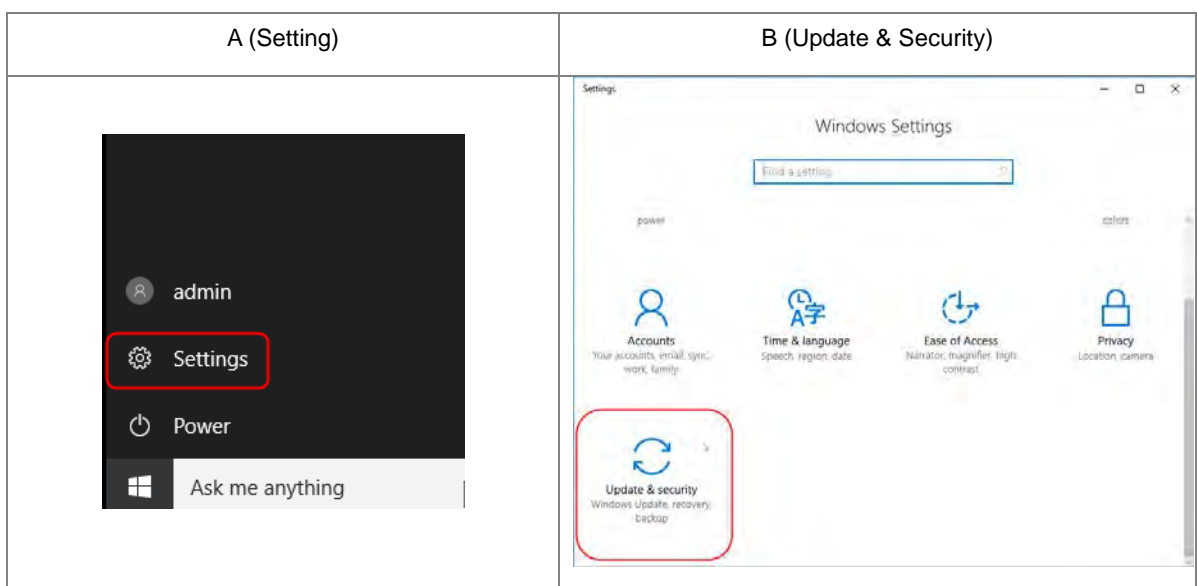 A (Setting)
B (Update & Security)
admin
Settings
Power
Ask me anything
Settings
Windows Settings
Find a setting
power
colors
Accounts
Your accounts, email, sync,
work, family
Time & language
Speech, region, date
Ease of Access
Narrator, magnifier, high
contrast
Privacy
Location, camera
Update & security
Windows Update, recovery,
backup